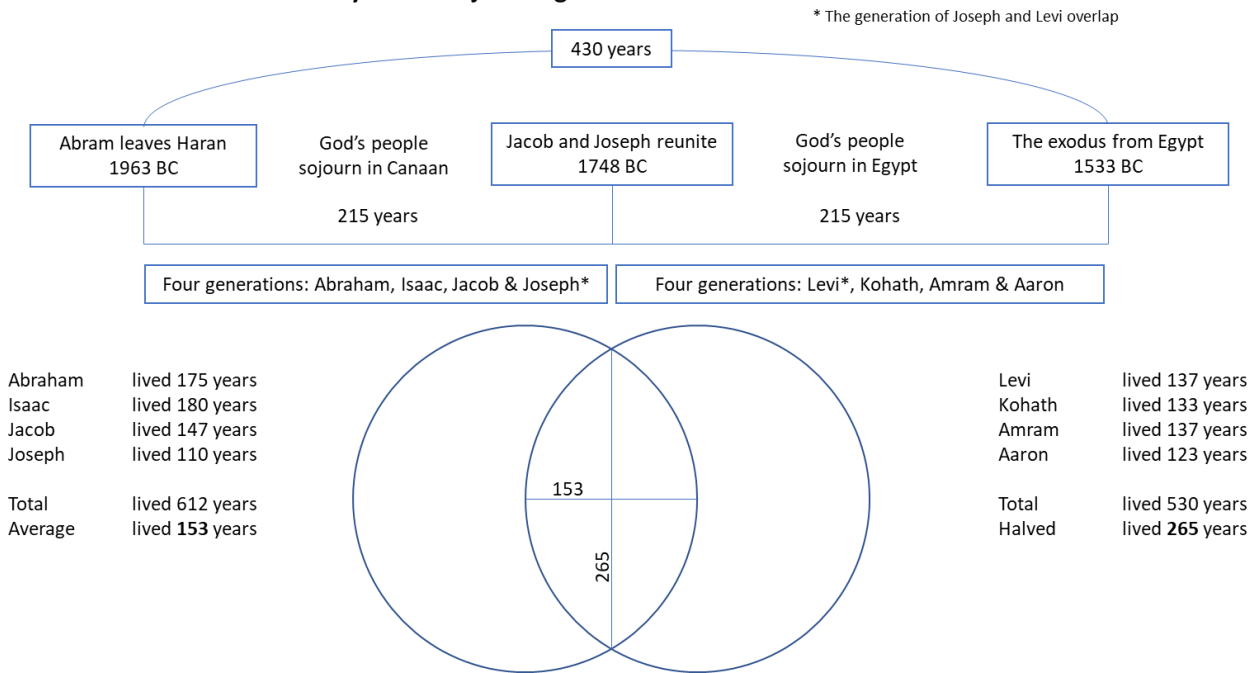 * The generation of Joseph and Levi overlap
430 years
Abram leaves Haran
1963 BC
God's people
sojourn in Canaan
Jacob and Joseph reunite
1748 BC
God's people
sojourn in Egypt
The exodus from Egypt
1533 BC
215 years
215 years
Four generations: Abraham, Isaac, Jacob & Joseph*
Four generations: Levi*, Kohath, Amram & Aaron
Abraham lived 175 years
Isaac lived 180 years
Jacob lived 147 years
Joseph lived 110 years
Total lived 612 years
Average lived 153 years
153
265
Levi lived 137 years
Kohath lived 133 years
Amram lived 137 years
Aaron lived 123 years
Total lived 530 years
Halved lived 265 years